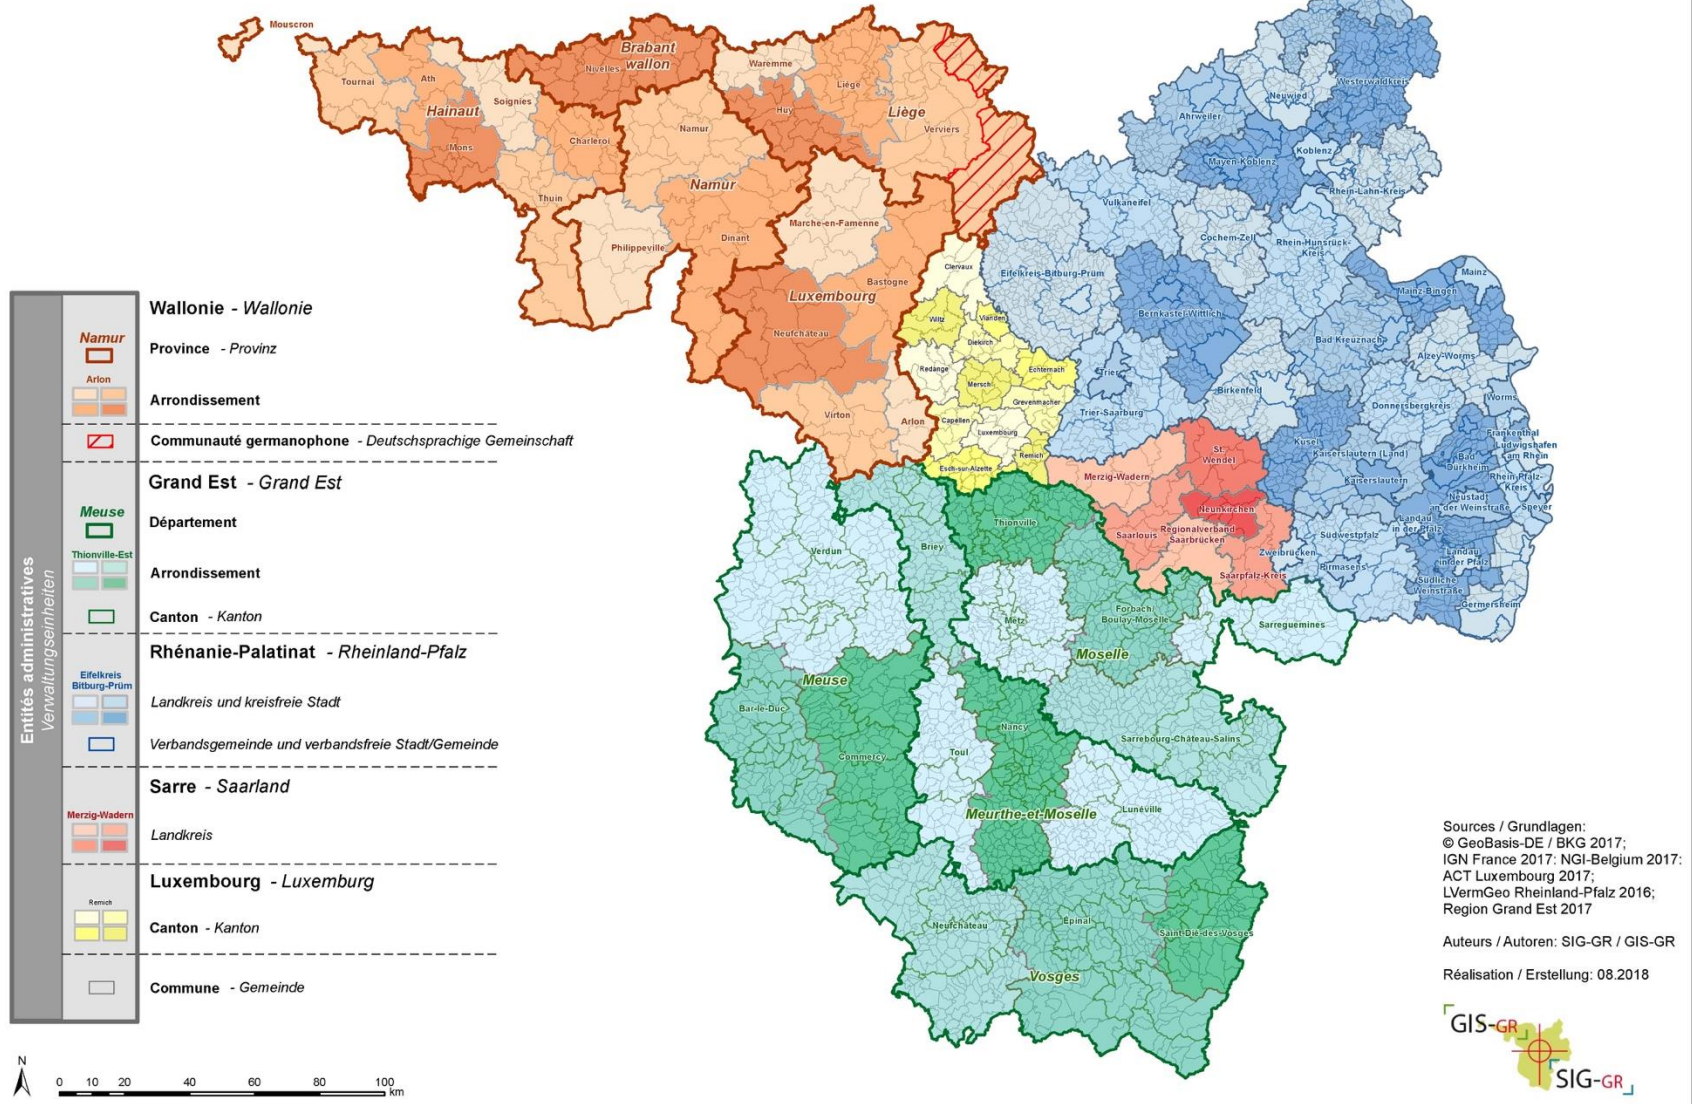 Mouscron
Tournai
Ath
Hainaut
Soignies
Mons
Charleroi
Thuin
Brabant
wallon
Nivelles
Waremme
Huy
Liège
Liège
Verviers
Namur
Namur
Dinant
Philippeville
Marche-en-Famenne
Bastogne
Luxembourg
Neufchâteau
Virton
Arlon
Clervaux
Wiltz
Vianden
Diekirch
Redange
Mersch
Echternach
Grevenmacher
Capellen
Luxembourg
Esch-sur-Alzette
Remich
Neuwied
Westerwaldkreis
Ahrweiler
Mayen-Koblenz
Koblenz
Rhein-Lahn-Kreis
Vulkaneifel
Cochem-Zell
Rhein-Hunsrück-
Kreis
Eifelkreis-Bitburg-Prüm
Bernkastel-Wittlich
Mainz
Mainz-Bingen
Bad Kreuznach
Alzey-Worms
Trier
Trier-Saarburg
Birkenfeld
Donnersbergkreis
Worms
Kusel
Kaiserslautern (Land)
Kaiserslautern
Frankenthal
Ludwigshafen
am Rhein
Bad
Dürkheim
Rhein-Pfalz-
Kreis
Neustadt
an der Weinstraße
Speyer
Landau
in der Pfalz
Landau
in der Pfalz
Südwestpfalz
Zweibrücken
Pirmasens
Südliche
Weinstraße
Germersheim
Merzig-Wadern
St.
Wendel
Neunkirchen
Saarlouis
Regionalverband
Saarbrücken
Saarpfalz-Kreis
Thionville
Briey
Verdun
Metz
Forbach/
Boulay-Moselle
Moselle
Sarreguemines
Meuse
Bar-le-Duc
Commercy
Toul
Nancy
Sarrebourg-Château-Salins
Lunéville
Meurthe-et-Moselle
Neufchâteau
Épinal
Saint-Dié-des-Vosges
Vosges
Entités administratives
Verwaltungseinheiten
Wallonie - Wallonie
Namur
Province - Provinz
Arlon
Arrondissement
Communauté germanophone - Deutschsprachige Gemeinschaft
Grand Est - Grand Est
Meuse
Département
Thionville-Est
Arrondissement
Canton - Kanton
Rhénanie-Palatinat - Rheinland-Pfalz
Eifelkreis
Bitburg-Prüm
Landkreis und kreisfreie Stadt
Verbandsgemeinde und verbandsfreie Stadt/Gemeinde
Sarre - Saarland
Merzig-Wadern
Landkreis
Luxembourg - Luxemburg
Remich
Canton - Kanton
Commune - Gemeinde
N
0 10 20 40 60 80 100
km
Sources / Grundlagen:
© GeoBasis-DE / BKG 2017;
IGN France 2017: NGI-Belgium 2017:
ACT Luxembourg 2017;
LVermGeo Rheinland-Pfalz 2016;
Region Grand Est 2017
Auteurs / Autoren: SIG-GR / GIS-GR
Réalisation / Erstellung: 08.2018
GIS-GR
SIG-GR